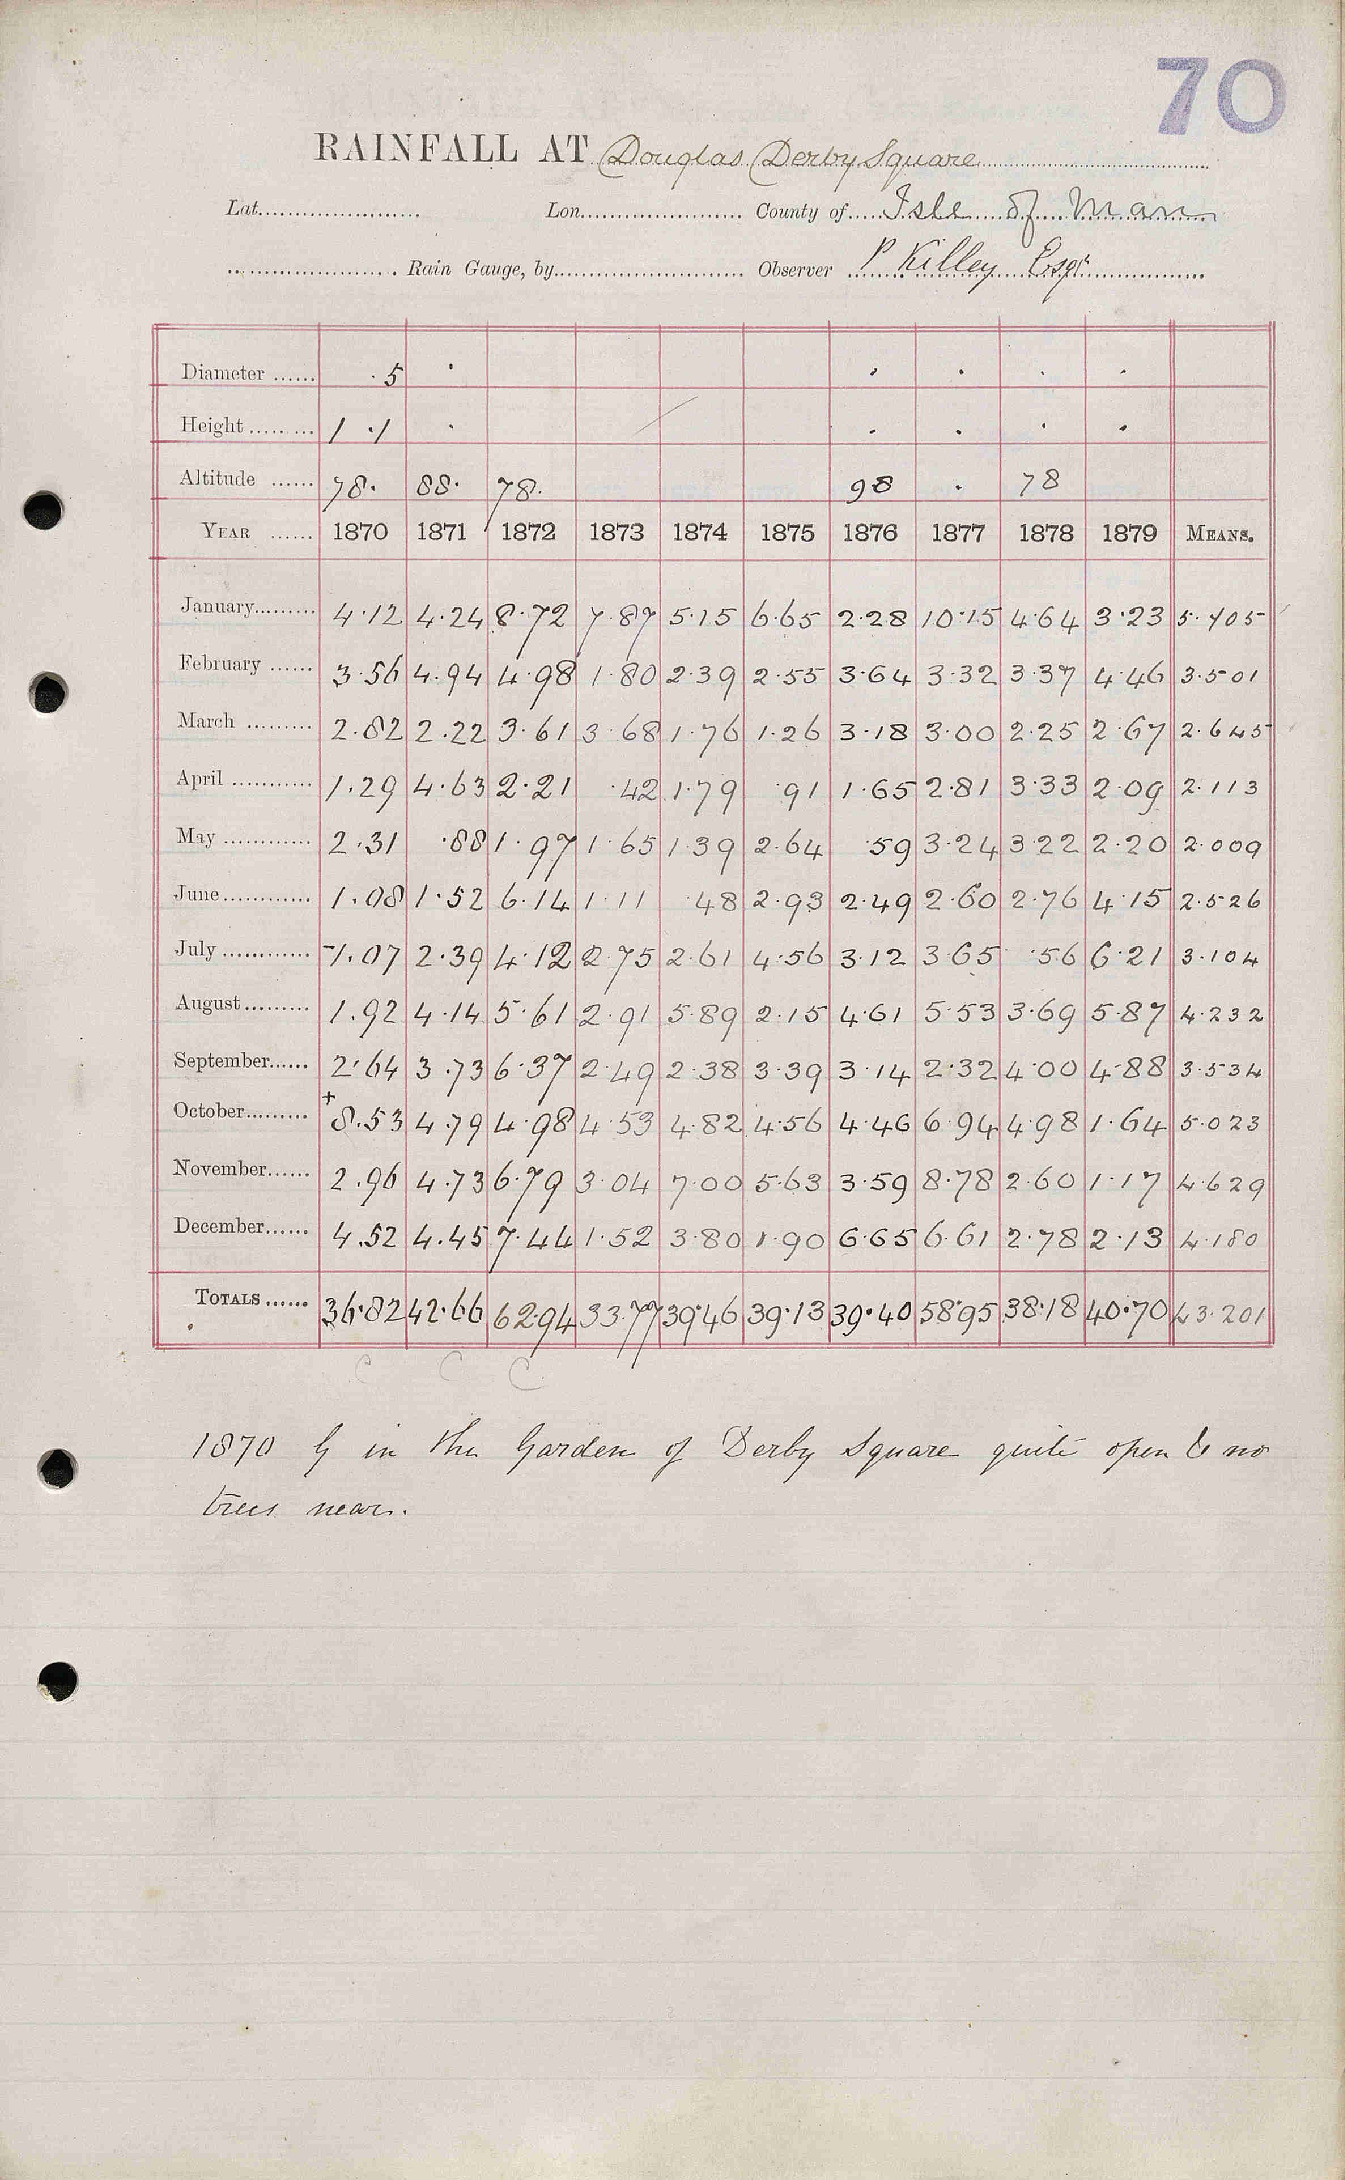 70
RAINFALL AT Douglas Derby Square
Lat. Lon. County of Isle of Man
Rain Gauge, by Observer P Killey Esqr
Diameter ...... ·5 · · · · ·
Height ......... 1 ·1 · · · · ·
Altitude ...... 78· 88· 78· 98 · 78
YEAR ...... 1870 1871 1872 1873 1874 1875 1876 1877 1878 1879 MEANS.
January......... 4·12 4·24 8·72 7·87 5·15 6·65 2·28 10·15 4·64 3·23 5·705
February ...... 3·56 4·94 4·98 1·80 2·39 2·55 3·64 3·32 3·37 4·46 3·501
March ......... 2·82 2·22 3·61 3·68 1·76 1·26 3·18 3·00 2·25 2·67 2·645
April ............ 1·29 4·63 2·21 ·42 1·79 ·91 1·65 2·81 3·33 2·09 2·113
May ............ 2·31 ·88 1·97 1·65 1·39 2·64 ·59 3·24 3·22 2·20 2·009
June............ 1·08 1·52 6·14 1·11 ·48 2·93 2·49 2·60 2·76 4·15 2·526
July ............ -1·07 2·39 4·12 2·75 2·61 4·56 3·12 3·65 ·56 6·21 3·104
August......... 1·92 4·14 5·61 2·91 5·89 2·15 4·61 5·53 3·69 5·87 4·232
September...... 2·64 3·73 6·37 2·49 2·38 3·39 3·14 2·32 4·00 4·88 3·534
October......... +8·53 4·79 4·98 4·53 4·82 4·56 4·46 6·94 4·98 1·64 5·023
November...... 2·96 4·73 6·79 3·04 7·00 5·63 3·59 8·78 2·60 1·17 4·629
December...... 4·52 4·45 7·44 1·52 3·80 1·90 6·65 6·61 2·78 2·13 4·180
TOTALS ...... 36·82 42·66 62·94 33·77 39·46 39·13 39·40 58·95 38·18 40·70 43·201
C C C
1870 G in the Garden of Derby Square quite open & no
trees near.